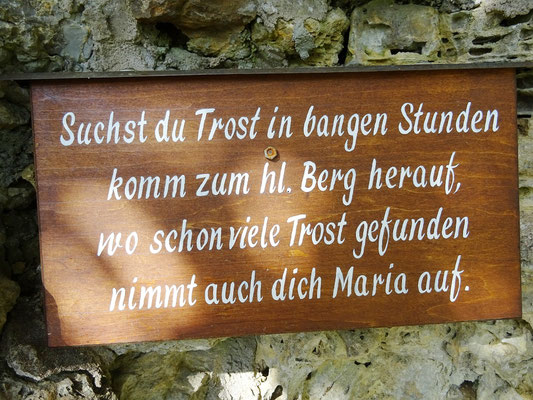 Suchst du Trost in bangen Stunden
komm zum hl. Berg herauf,
wo schon viele Trost gefunden
nimmt auch dich Maria auf.